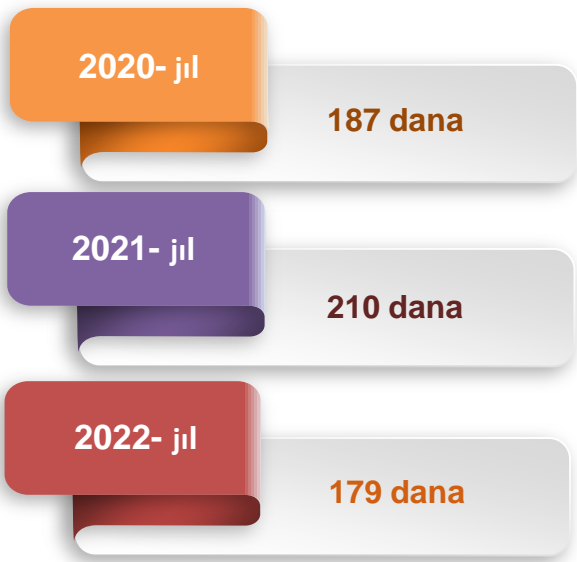 2020- jıl
187 dana
2021- jıl
210 dana
2022- jıl
179 dana